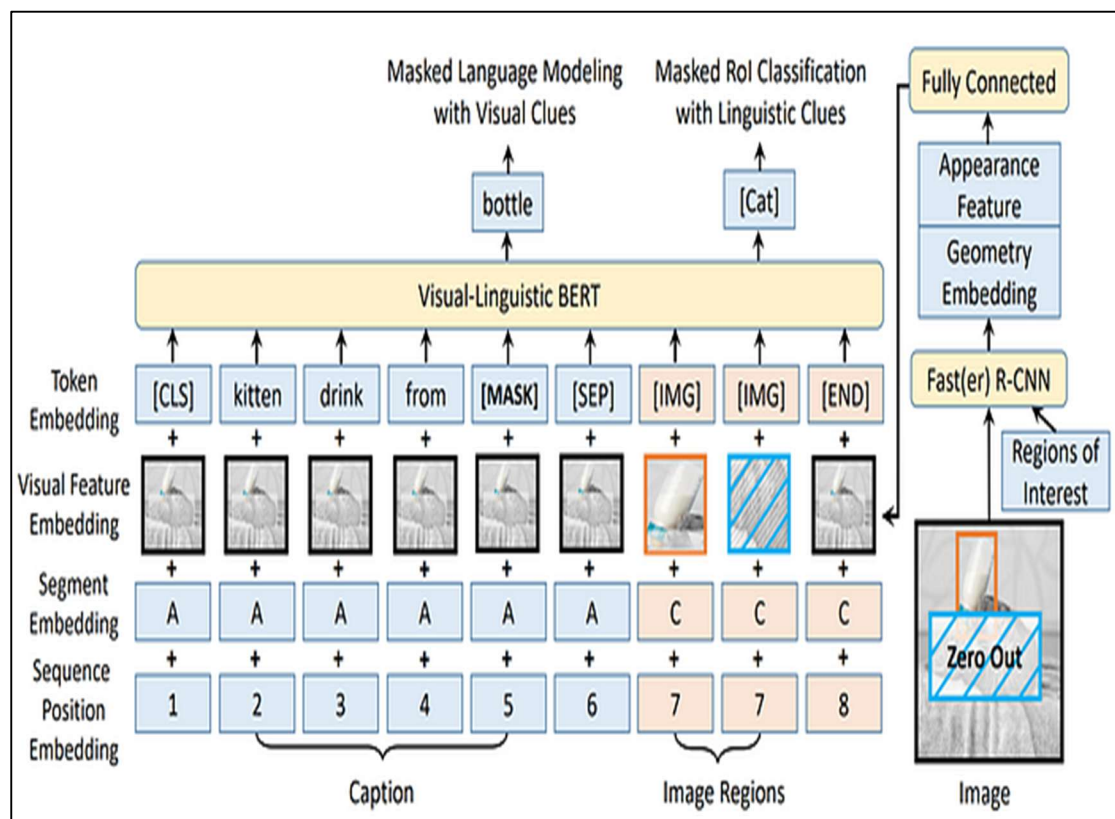 Masked Language Modeling
with Visual Clues
Masked RoI Classification
with Linguistic Clues
Fully Connected
Appearance
Feature
Geometry
Embedding
bottle
[Cat]
Visual-Linguistic BERT
Fast(er) R-CNN
Regions of
Interest
Token
Embedding
[CLS] kitten drink from [MASK] [SEP] [IMG] [IMG] [END]
+ + + + + + + + +
Visual Feature
Embedding
+ + + + + + + + +
Segment
Embedding
A A A A A A C C C
+ + + + + + + + +
Sequence
Position
Embedding
1 2 3 4 5 6 7 7 8
Zero Out
Caption
Image Regions
Image